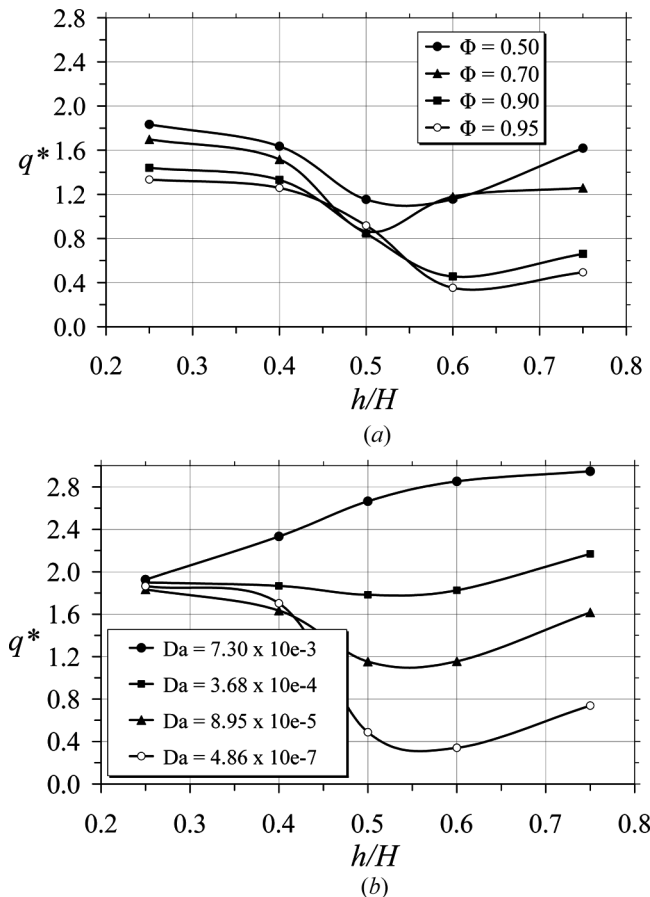 2.8
2.4
2.0
1.6
1.2
0.8
0.4
0.0
q*
Φ = 0.50
Φ = 0.70
Φ = 0.90
Φ = 0.95
0.2 0.3 0.4 0.5 0.6 0.7 0.8
h/H
(a)
2.8
2.4
2.0
1.6
1.2
0.8
0.4
0.0
q*
Da = 7.30 x 10e-3
Da = 3.68 x 10e-4
Da = 8.95 x 10e-5
Da = 4.86 x 10e-7
0.2 0.3 0.4 0.5 0.6 0.7 0.8
h/H
(b)